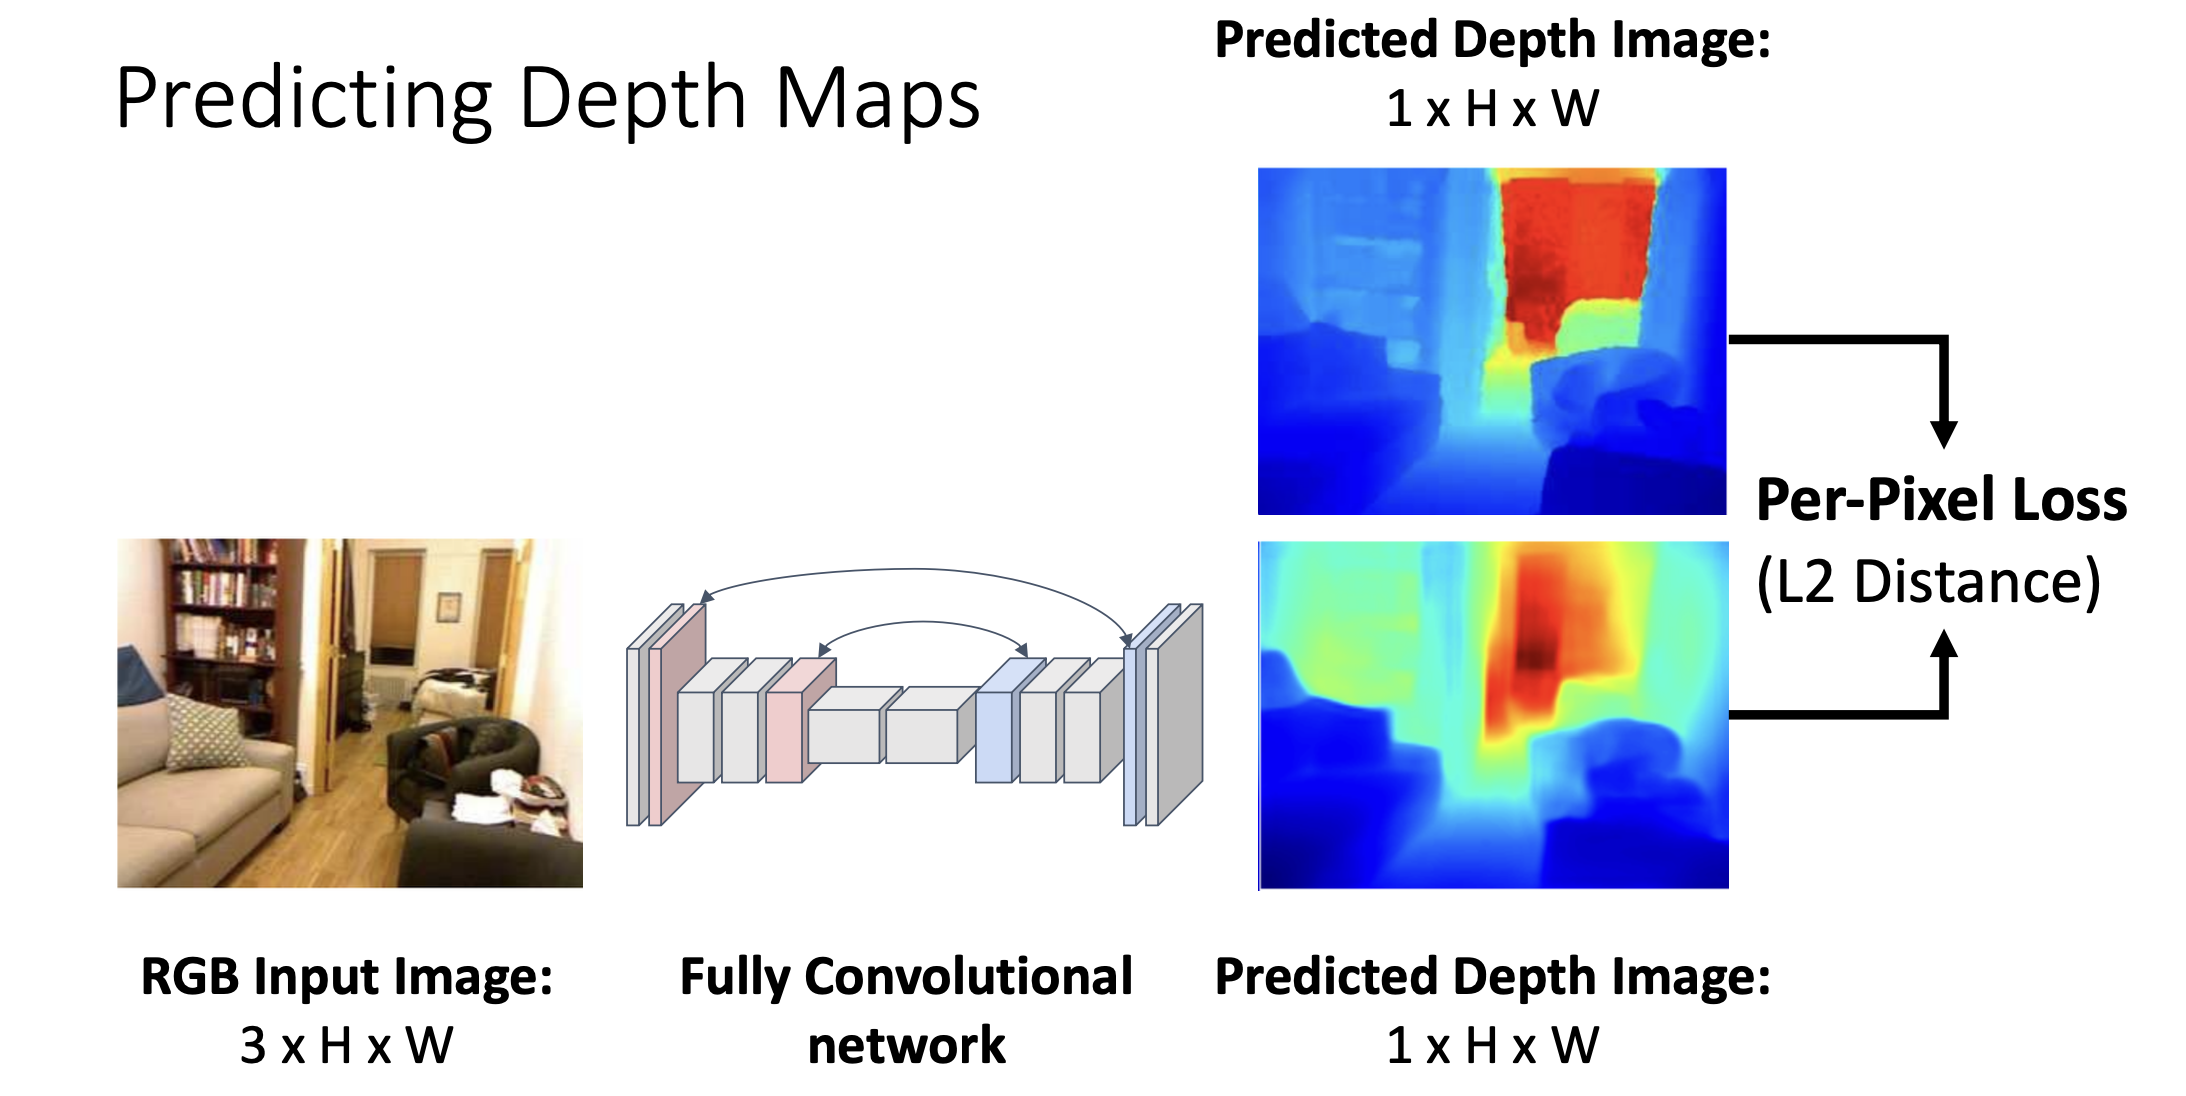 Predicting Depth Maps
Predicted Depth Image:
1 x H x W
Per-Pixel Loss
(L2 Distance)
RGB Input Image:
3 x H x W
Fully Convolutional
network
Predicted Depth Image:
1 x H x W